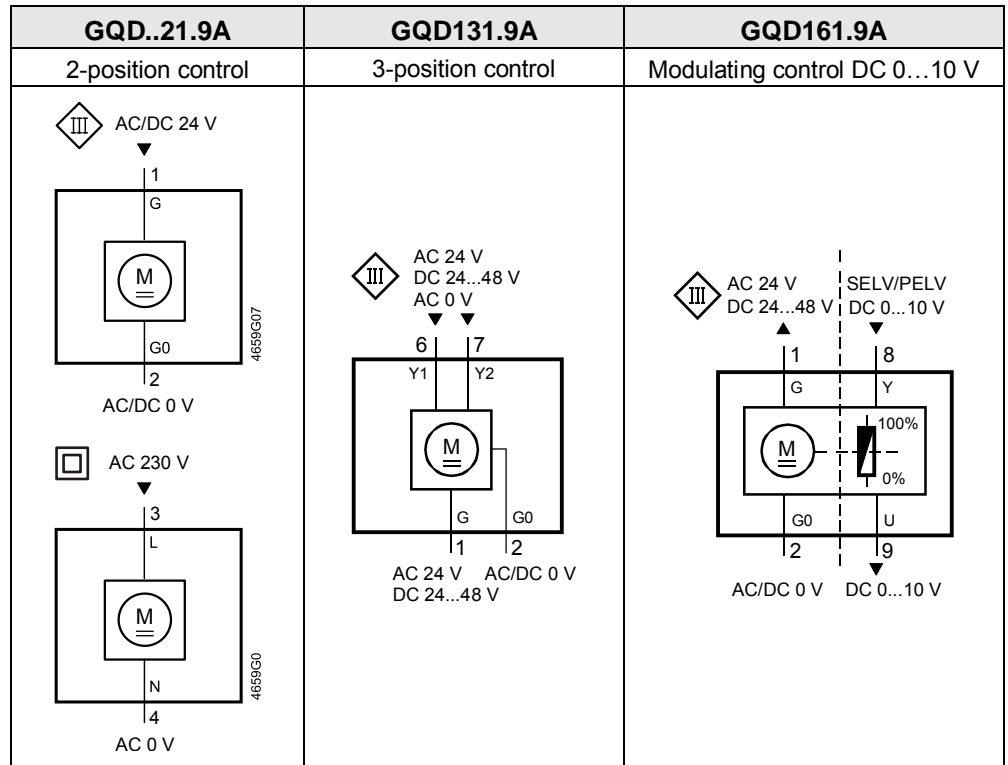 GQD..21.9A
GQD131.9A
GQD161.9A
2-position control
3-position control
Modulating control DC 0…10 V
III
AC/DC 24 V
1
G
M
G0
2
AC/DC 0 V
4659G07
AC 230 V
3
L
M
N
4
AC 0 V
4659G0
III
AC 24 V
DC 24...48 V
AC 0 V
6
7
Y1
Y2
M
G
G0
1
2
AC 24 V
AC/DC 0 V
DC 24...48 V
III
AC 24 V
DC 24...48 V
SELV/PELV
DC 0...10 V
1
8
G
Y
M
100%
0%
G0
U
2
9
AC/DC 0 V
DC 0...10 V